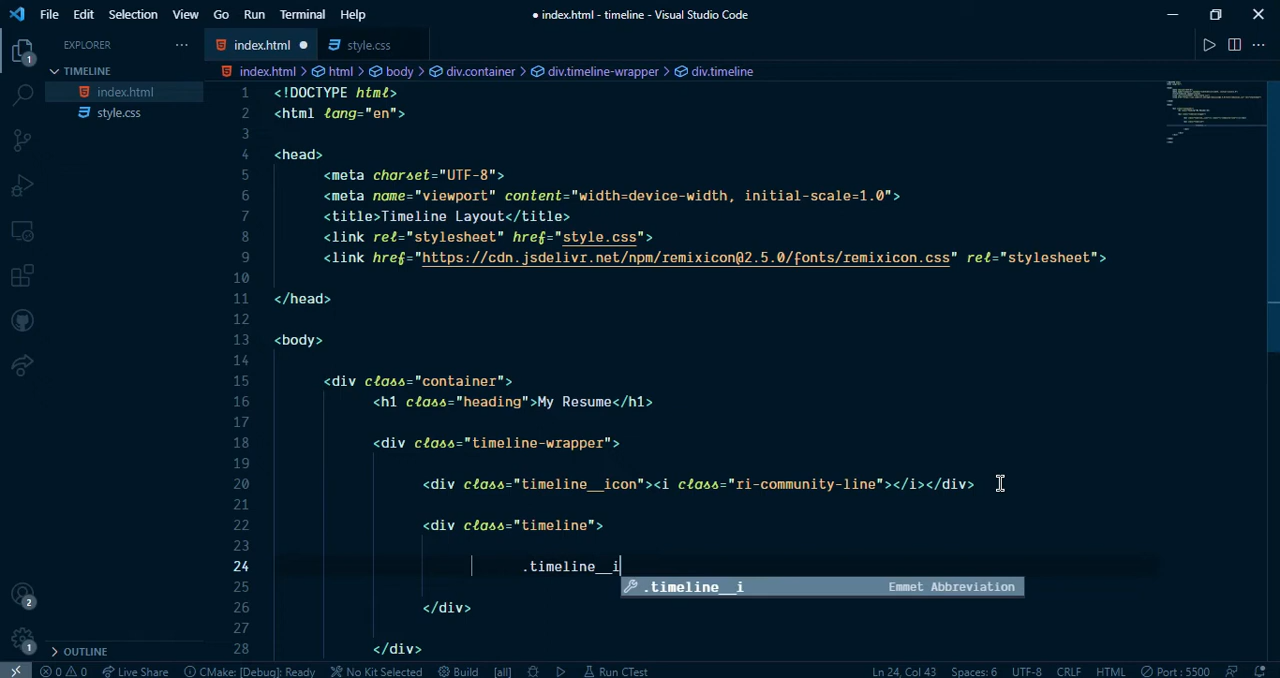 File Edit Selection View Go Run Terminal Help ● index.html - timeline - Visual Studio Code
EXPLORER ··· index.html ● style.css ···
TIMELINE
index.html > html > body > div.container > div.timeline-wrapper > div.timeline
index.html
style.css
1 <!DOCTYPE html>
2 <html lang="en">
3
4 <head>
5 <meta charset="UTF-8">
6 <meta name="viewport" content="width=device-width, initial-scale=1.0">
7 <title>Timeline Layout</title>
8 <link rel="stylesheet" href="style.css">
9 <link href="https://cdn.jsdelivr.net/npm/remixicon@2.5.0/fonts/remixicon.css" rel="stylesheet">
10
11 </head>
12
13 <body>
14
15 <div class="container">
16 <h1 class="heading">My Resume</h1>
17
18 <div class="timeline-wrapper">
19
20 <div class="timeline__icon"><i class="ri-community-line"></i></div>
21
22 <div class="timeline">
23
24 .timeline__i
25 .timeline__i Emmet Abbreviation
26 </div>
27
28 </div>
1
2
1
OUTLINE
0 0 Live Share CMake: [Debug]: Ready No Kit Selected Build [all] Run CTest Ln 24, Col 43 Spaces: 6 UTF-8 CRLF HTML Port : 5500